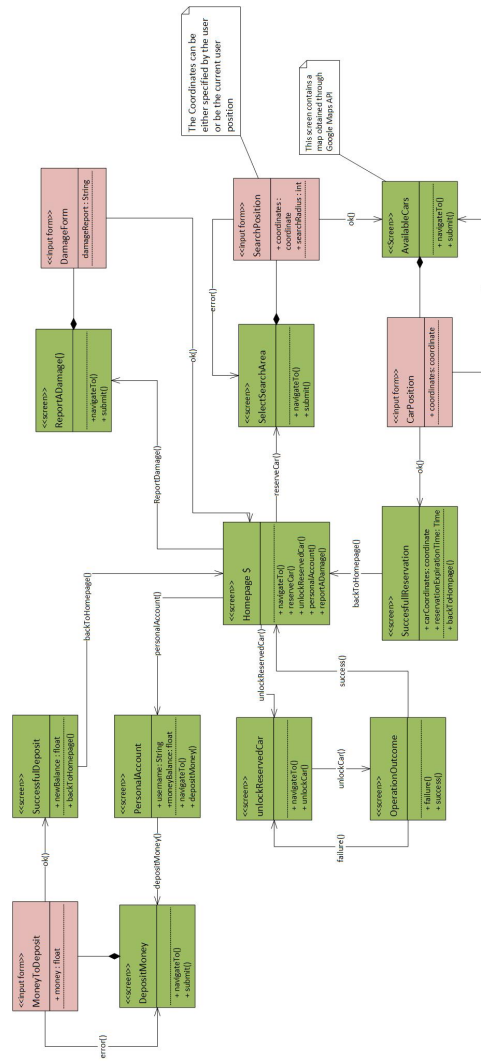 <<input form>>
MoneyToDeposit
+ money : float
ok()
<<screen>>
SuccessfulDeposit
+ newBalance : float
+ backToHomepage()
error()
<<screen>>
DepositMoney
+ navigateTo()
+ submit()
depositMoney()
<<screen>>
PersonalAccount
+ username: String
+moneyBalance: float
+ navigateTo()
+ depositMoney()
backToHomepage()
personalAccount()
<<input form>>
DamageForm
damageReport : String
<<screen>>
ReportADamage()
+navigateTo()
+ submit()
ReportDamage()
ok()
<<screen>>
unlockReservedCar
+ navigateTo()
+ unlockCar()
unlockReservedCar()
<<screen>>
Homepage S
+ navigateTo()
+ reserveCar()
+ unlockReservedCar()
+ personalAccount()
+ reportADamage()
reserveCar()
<<screen>>
SelectSearchArea
+ navigateTo()
+ submit()
error()
<<input form>>
SearchPosition
+ coordinates :
coordinate
+ searchRadius : Int
The Coordinates can be
either specified by the user
or be the current user
position
unlockCar()
failure()
success()
backToHomepage()
ok()
<<screen>>
OperationOutcome
+ failure()
+ success()
<<screen>>
SuccesfullReservation
+ carCoordinates: coordinate
+ reservationExpirationTime: Time
+ backToHompage()
ok()
<<input form>>
CarPosition
+ coordinates: coordinate
<<Screen>>
AvailableCars
+ navigateTo()
+ submit()
This screen contains a
map obtained through
Google Maps API